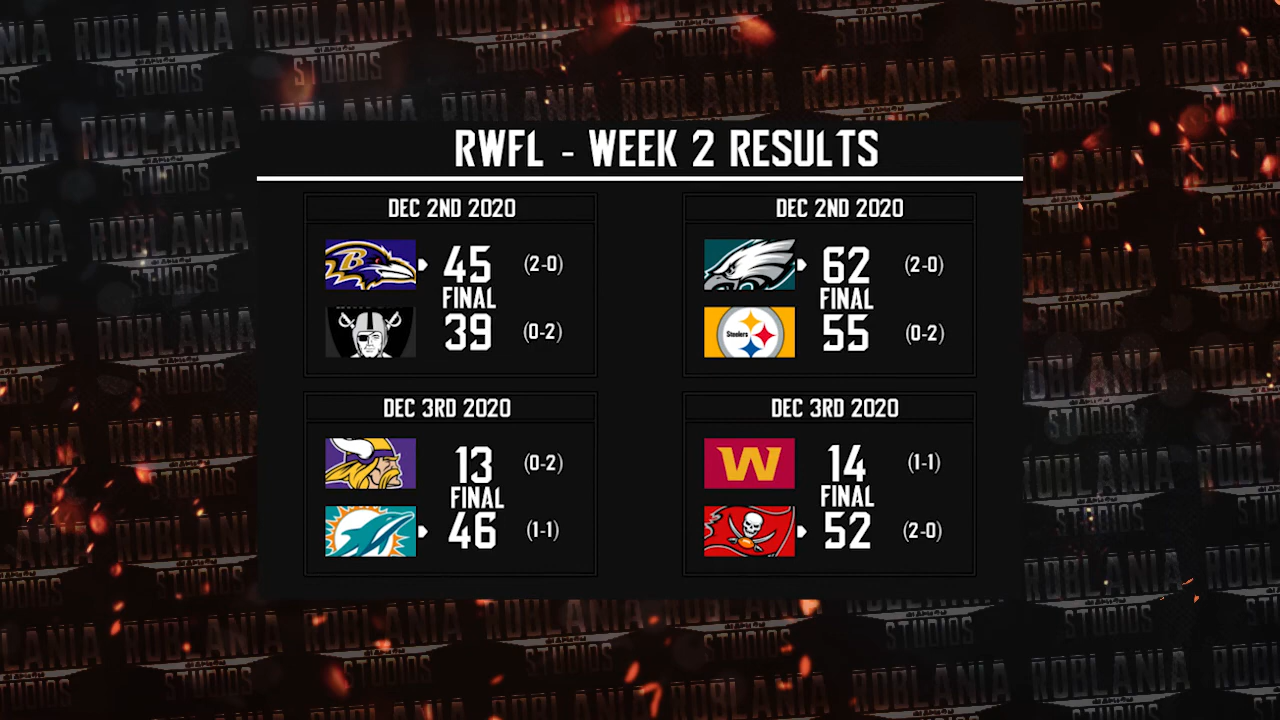 RWFL - WEEK 2 RESULTS
DEC 2ND 2020
B 45 (2-0)
FINAL
39 (0-2)
DEC 2ND 2020
62 (2-0)
FINAL
Steelers 55 (0-2)
DEC 3RD 2020
13 (0-2)
FINAL
46 (1-1)
DEC 3RD 2020
W 14 (1-1)
FINAL
52 (2-0)
ROBLANIA
STUDIOS